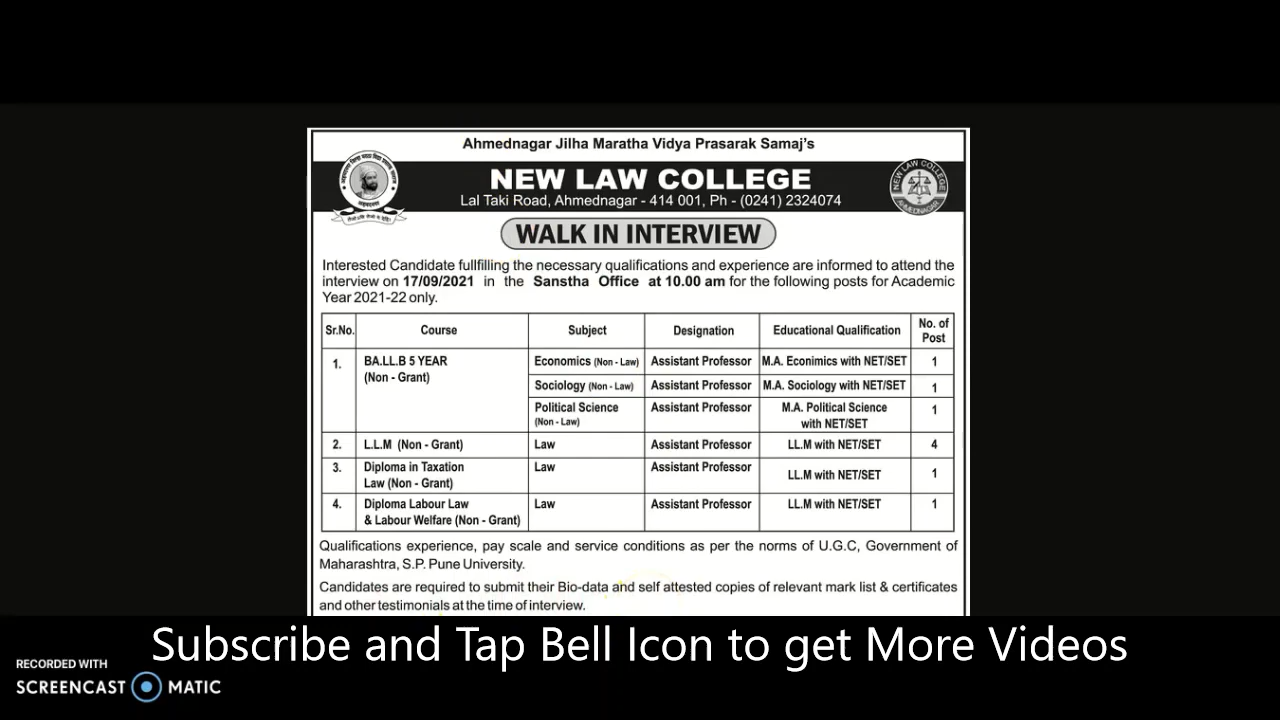 Ahmednagar Jilha Maratha Vidya Prasarak Samaj's
NEW LAW COLLEGE
Lal Taki Road, Ahmednagar - 414 001, Ph - (0241) 2324074
NEW LAW COLLEGE
AHMEDNAGAR
WALK IN INTERVIEW
Interested Candidate fullfilling the necessary qualifications and experience are informed to attend the
interview on 17/09/2021 in the Sanstha Office at 10.00 am for the following posts for Academic
Year 2021-22 only.
Sr.No. Course Subject Designation Educational Qualification No. of Post
1. BA.LL.B 5 YEAR (Non - Grant) Economics (Non - Law) Assistant Professor M.A. Econimics with NET/SET 1
Sociology (Non - Law) Assistant Professor M.A. Sociology with NET/SET 1
Political Science (Non - Law) Assistant Professor M.A. Political Science with NET/SET 1
2. L.L.M (Non - Grant) Law Assistant Professor LL.M with NET/SET 4
3. Diploma in Taxation Law (Non - Grant) Law Assistant Professor LL.M with NET/SET 1
4. Diploma Labour Law & Labour Welfare (Non - Grant) Law Assistant Professor LL.M with NET/SET 1
Qualifications experience, pay scale and service conditions as per the norms of U.G.C, Government of
Maharashtra, S.P. Pune University.
Candidates are required to submit their Bio-data and self attested copies of relevant mark list & certificates
and other testimonials at the time of interview.
Subscribe and Tap Bell Icon to get More Videos
RECORDED WITH
SCREENCAST MATIC